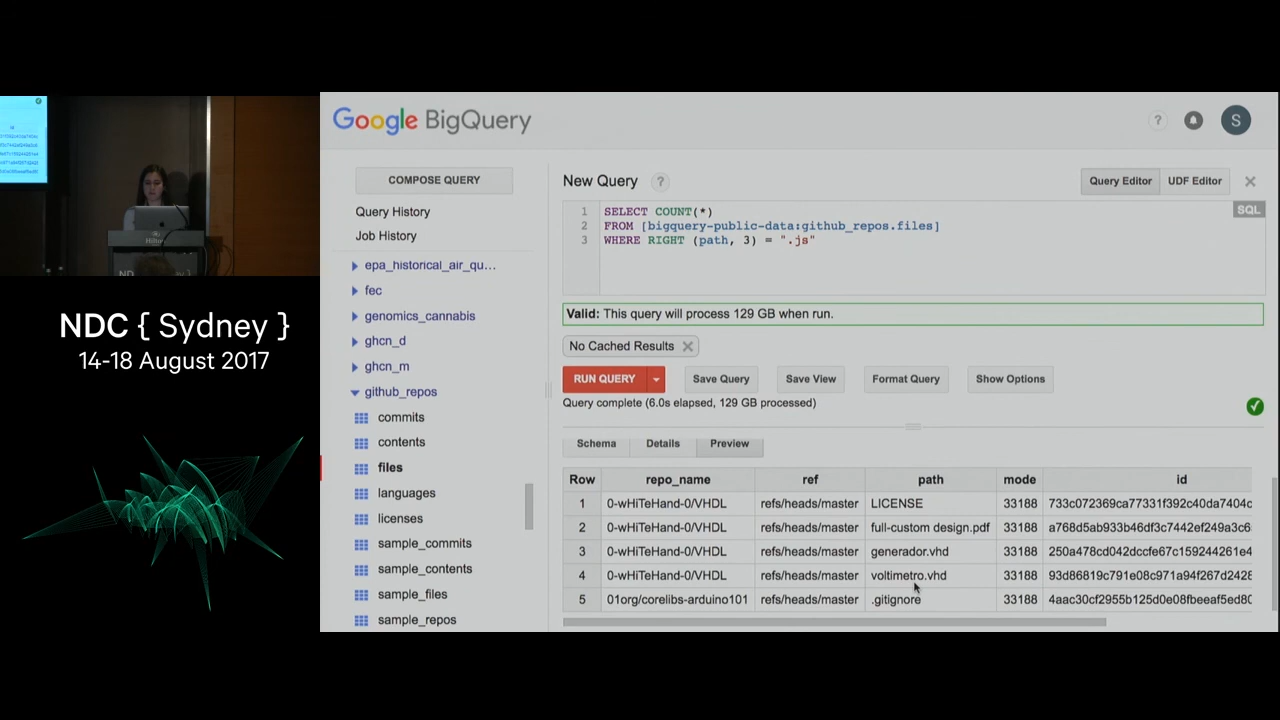 Google BigQuery
?
S
COMPOSE QUERY
Query History
Job History
epa_historical_air_qu...
fec
genomics_cannabis
ghcn_d
ghcn_m
github_repos
commits
contents
files
languages
licenses
sample_commits
sample_contents
sample_files
sample_repos
New Query ?
Query Editor UDF Editor
SQL
1 SELECT COUNT(*)
2 FROM [bigquery-public-data:github_repos.files]
3 WHERE RIGHT (path, 3) = ".js"
Valid: This query will process 129 GB when run.
No Cached Results
RUN QUERY Save Query Save View Format Query Show Options
Query complete (6.0s elapsed, 129 GB processed)
Schema Details Preview
Row repo_name ref path mode id
1 0-wHiTeHand-0/VHDL refs/heads/master LICENSE 33188 733c072369ca77331f392c40da7404c
2 0-wHiTeHand-0/VHDL refs/heads/master full-custom design.pdf 33188 a768d5ab933b46df3c7442ef249a3c6
3 0-wHiTeHand-0/VHDL refs/heads/master generador.vhd 33188 250a478cd042dccfe67c159244261e4
4 0-wHiTeHand-0/VHDL refs/heads/master voltimetro.vhd 33188 93d86819c791e08c971a94f267d2428
5 01org/corelibs-arduino101 refs/heads/master .gitignore 33188 4aac30cf2955b125d0e08fbeeaf5ed80
Hilton
ND
NDC { Sydney }
14-18 August 2017